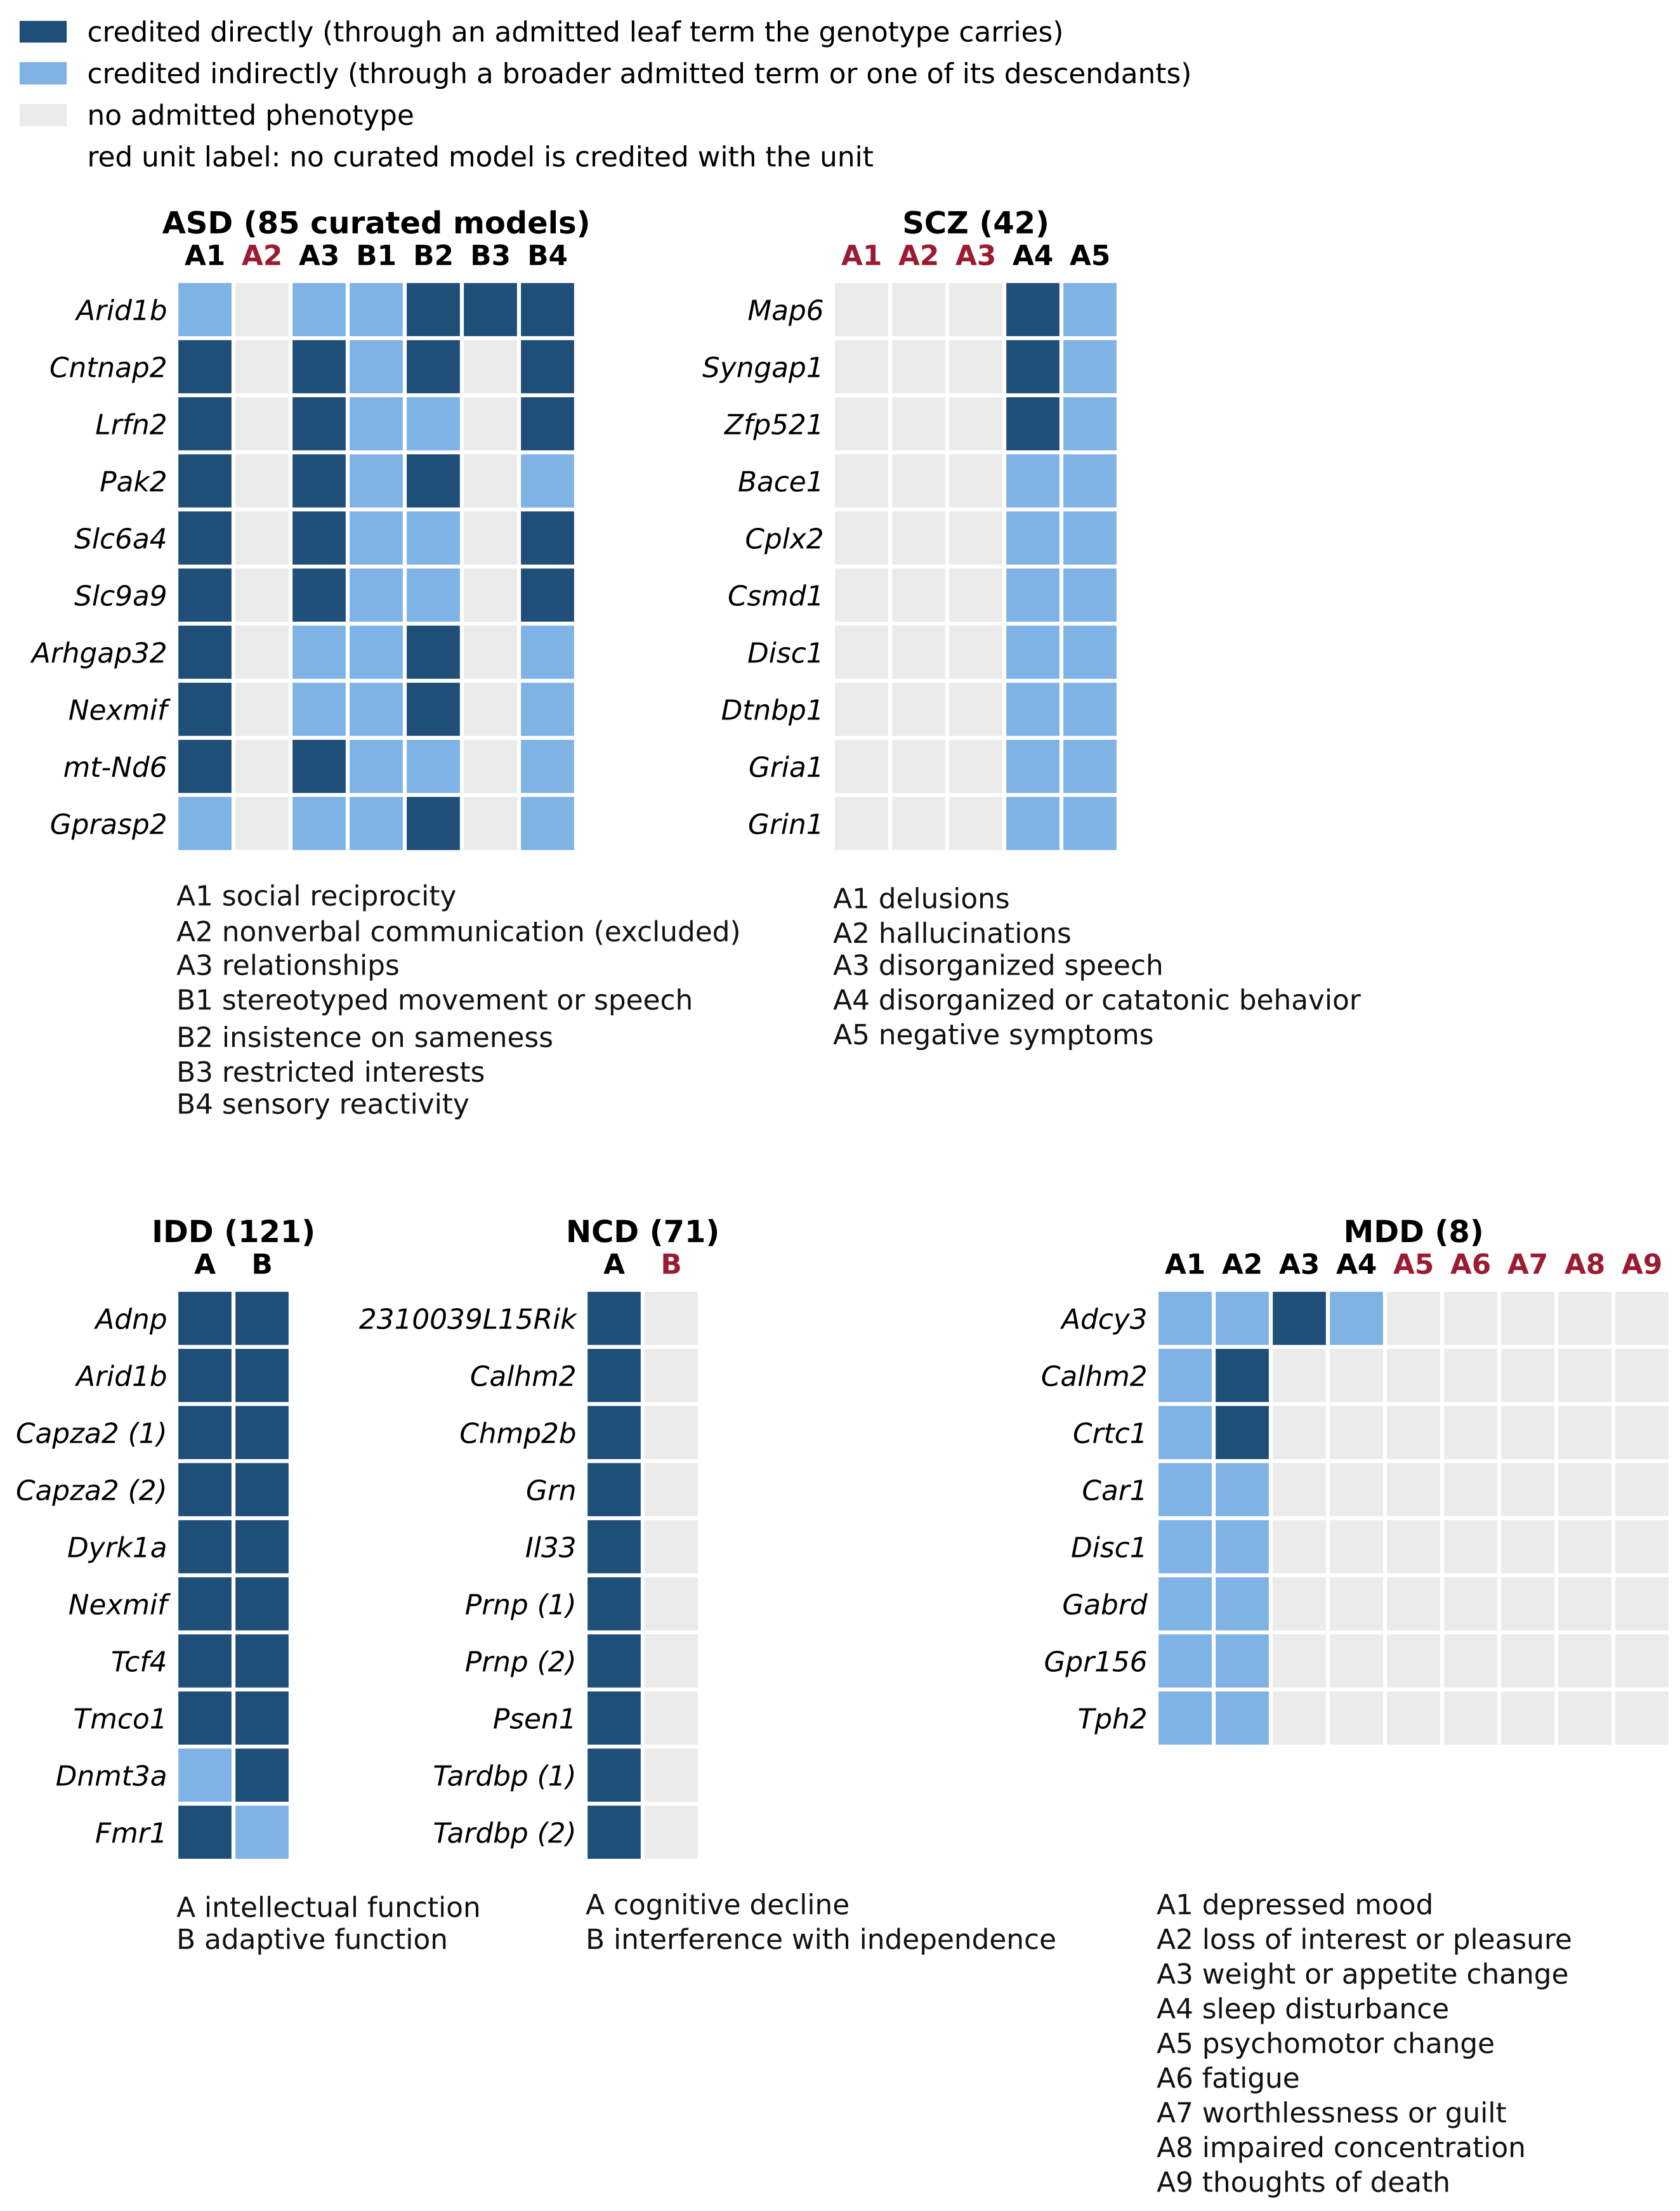 credited directly (through an admitted leaf term the genotype carries)
credited indirectly (through a broader admitted term or one of its descendants)
no admitted phenotype
red unit label: no curated model is credited with the unit
ASD (85 curated models)
A1 A2 A3 B1 B2 B3 B4
Arid1b
Cntnap2
Lrfn2
Pak2
Slc6a4
Slc9a9
Arhgap32
Nexmif
mt-Nd6
Gprasp2
A1 social reciprocity
A2 nonverbal communication (excluded)
A3 relationships
B1 stereotyped movement or speech
B2 insistence on sameness
B3 restricted interests
B4 sensory reactivity
SCZ (42)
A1 A2 A3 A4 A5
Map6
Syngap1
Zfp521
Bace1
Cplx2
Csmd1
Disc1
Dtnbp1
Gria1
Grin1
A1 delusions
A2 hallucinations
A3 disorganized speech
A4 disorganized or catatonic behavior
A5 negative symptoms
IDD (121)
A B
Adnp
Arid1b
Capza2 (1)
Capza2 (2)
Dyrk1a
Nexmif
Tcf4
Tmco1
Dnmt3a
Fmr1
A intellectual function
B adaptive function
NCD (71)
A B
2310039L15Rik
Calhm2
Chmp2b
Grn
Il33
Prnp (1)
Prnp (2)
Psen1
Tardbp (1)
Tardbp (2)
A cognitive decline
B interference with independence
MDD (8)
A1 A2 A3 A4 A5 A6 A7 A8 A9
Adcy3
Calhm2
Crtc1
Car1
Disc1
Gabrd
Gpr156
Tph2
A1 depressed mood
A2 loss of interest or pleasure
A3 weight or appetite change
A4 sleep disturbance
A5 psychomotor change
A6 fatigue
A7 worthlessness or guilt
A8 impaired concentration
A9 thoughts of death